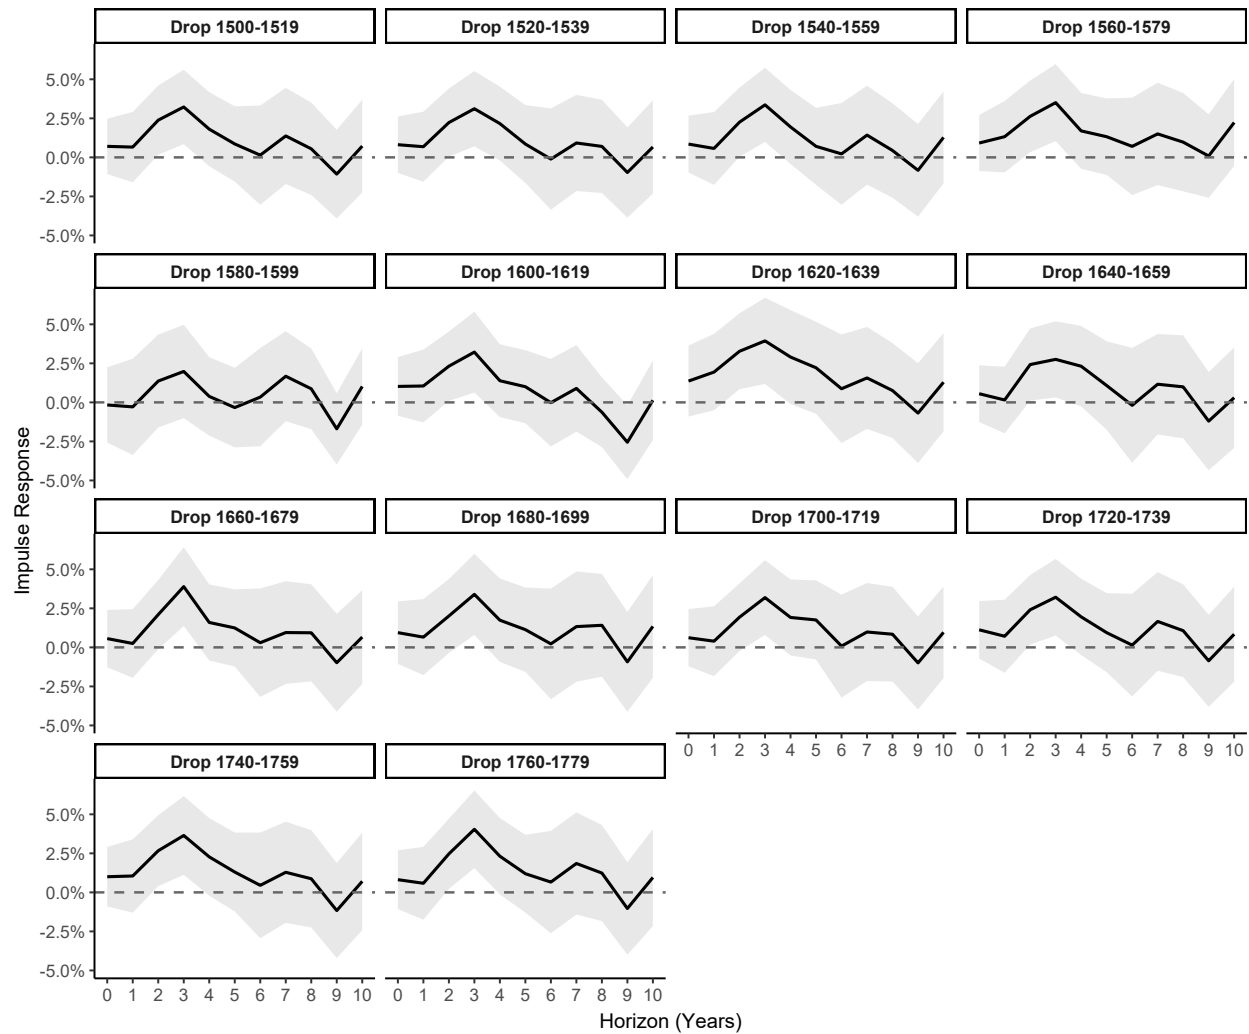 Drop 1500-1519 Drop 1520-1539 Drop 1540-1559 Drop 1560-1579
5.0%
2.5%
0.0%
-2.5%
-5.0%
Drop 1580-1599 Drop 1600-1619 Drop 1620-1639 Drop 1640-1659
5.0%
2.5%
0.0%
-2.5%
-5.0%
Impulse Response
Drop 1660-1679 Drop 1680-1699 Drop 1700-1719 Drop 1720-1739
5.0%
2.5%
0.0%
-2.5%
-5.0%
0 1 2 3 4 5 6 7 8 9 10 0 1 2 3 4 5 6 7 8 9 10
Drop 1740-1759 Drop 1760-1779
5.0%
2.5%
0.0%
-2.5%
-5.0%
0 1 2 3 4 5 6 7 8 9 10 0 1 2 3 4 5 6 7 8 9 10
Horizon (Years)